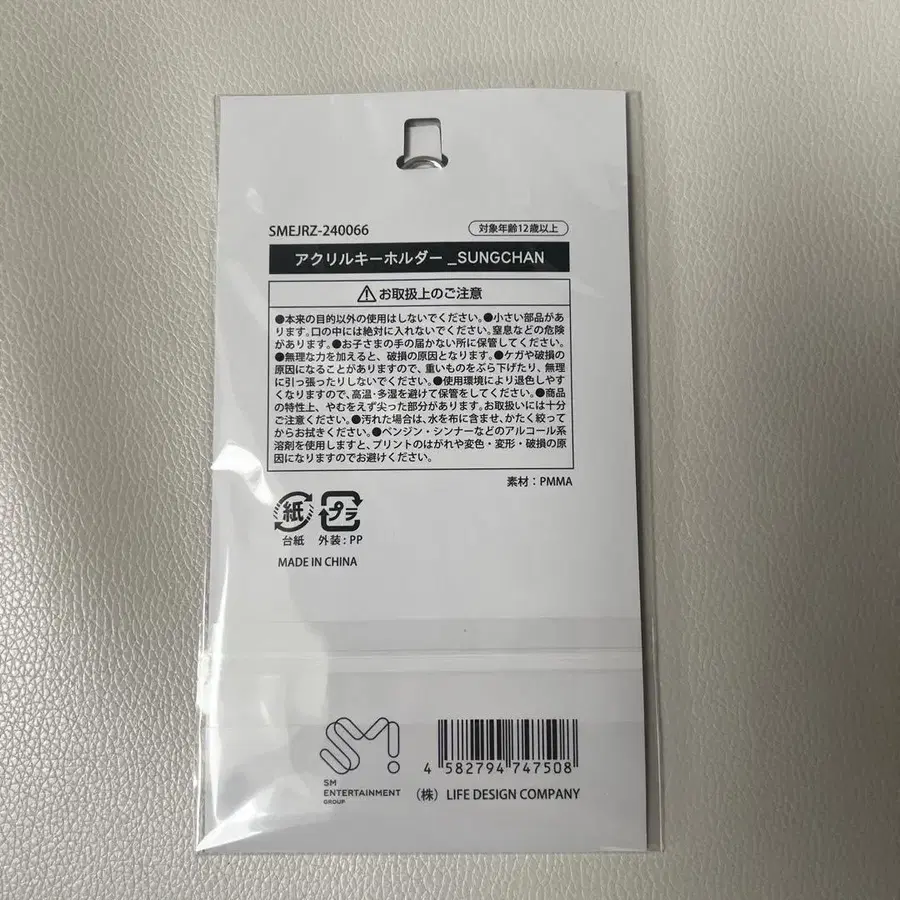 SMEJRZ-240066
対象年齢12歳以上
アクリルキーホルダー _SUNGCHAN
お取扱上のご注意
●本来の目的以外の使用はしないでください。●小さい部品があ
ります。口の中には絶対に入れないでください。窒息などの危険
があります。●お子さまの手の届かない所に保管してください。
●無理な力を加えると、破損の原因となります。●ケガや破損の
原因になることがありますので、重いものをぶら下げたり、無理
に引っ張ったりしないでください。●使用環境により退色しやす
くなりますので、高温・多湿を避けて保管をしてください。●商品
の特性上、やむをえず尖った部分があります。お取扱いには十分
ご注意ください。●汚れた場合は、水を布に含ませ、かたく絞って
からお拭きください。●ベンジン・シンナーなどのアルコール系
溶剤を使用しますと、プリントのはがれや変色・変形・破損の原
因になりますのでお避けください。
素材：PMMA
紙 プラ
台紙 外装：PP
MADE IN CHINA
SM
SM
ENTERTAINMENT
GROUP
4 582794 747508
（株） LIFE DESIGN COMPANY